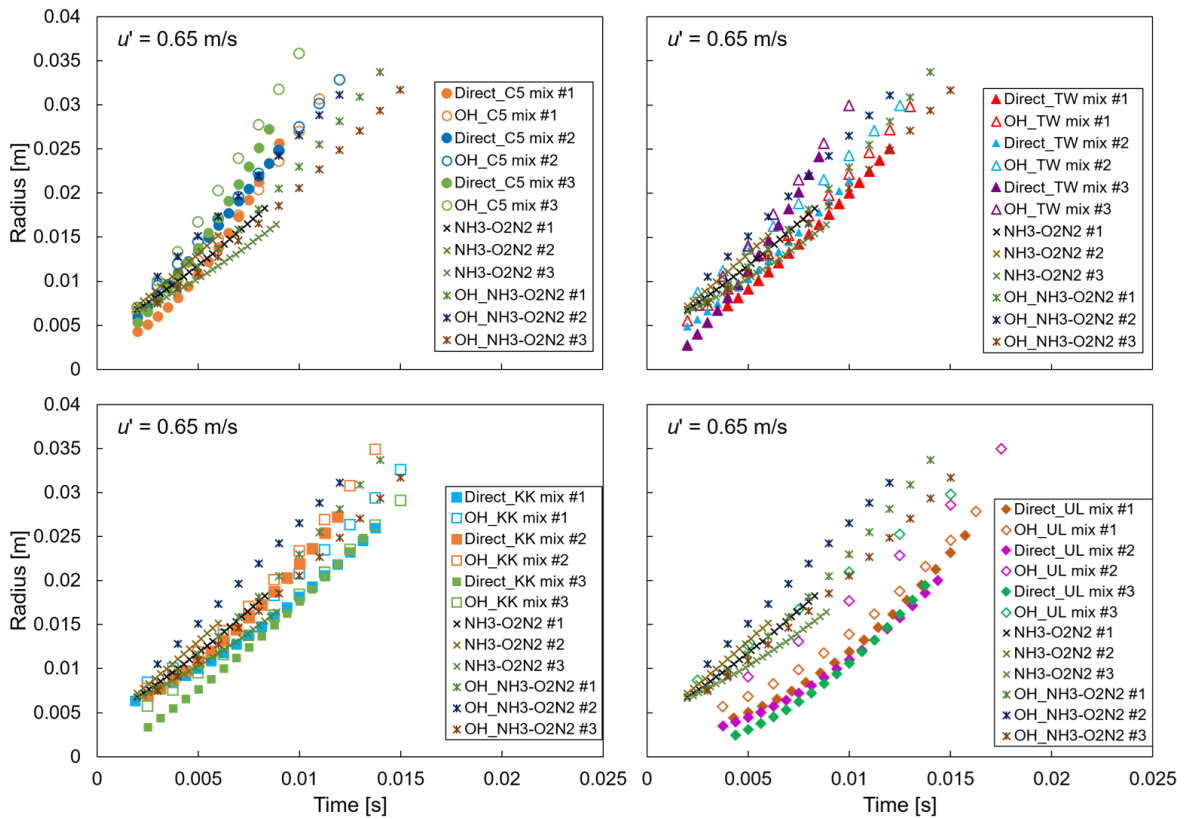 0.04
0.035
0.03
0.025
0.02
0.015
0.01
0.005
0
Radius [m]
u' = 0.65 m/s
Direct_C5 mix #1
OH_C5 mix #1
Direct_C5 mix #2
OH_C5 mix #2
Direct_C5 mix #3
OH_C5 mix #3
NH3-O2N2 #1
NH3-O2N2 #2
NH3-O2N2 #3
OH_NH3-O2N2 #1
OH_NH3-O2N2 #2
OH_NH3-O2N2 #3
u' = 0.65 m/s
Direct_TW mix #1
OH_TW mix #1
Direct_TW mix #2
OH_TW mix #2
Direct_TW mix #3
OH_TW mix #3
NH3-O2N2 #1
NH3-O2N2 #2
NH3-O2N2 #3
OH_NH3-O2N2 #1
OH_NH3-O2N2 #2
OH_NH3-O2N2 #3
0.04
0.035
0.03
0.025
0.02
0.015
0.01
0.005
0
Radius [m]
u' = 0.65 m/s
Direct_KK mix #1
OH_KK mix #1
Direct_KK mix #2
OH_KK mix #2
Direct_KK mix #3
OH_KK mix #3
NH3-O2N2 #1
NH3-O2N2 #2
NH3-O2N2 #3
OH_NH3-O2N2 #1
OH_NH3-O2N2 #2
OH_NH3-O2N2 #3
0 0.005 0.01 0.015 0.02 0.025
Time [s]
u' = 0.65 m/s
Direct_UL mix #1
OH_UL mix #1
Direct_UL mix #2
OH_UL mix #2
Direct_UL mix #3
OH_UL mix #3
NH3-O2N2 #1
NH3-O2N2 #2
NH3-O2N2 #3
OH_NH3-O2N2 #1
OH_NH3-O2N2 #2
OH_NH3-O2N2 #3
0 0.005 0.01 0.015 0.02 0.025
Time [s]